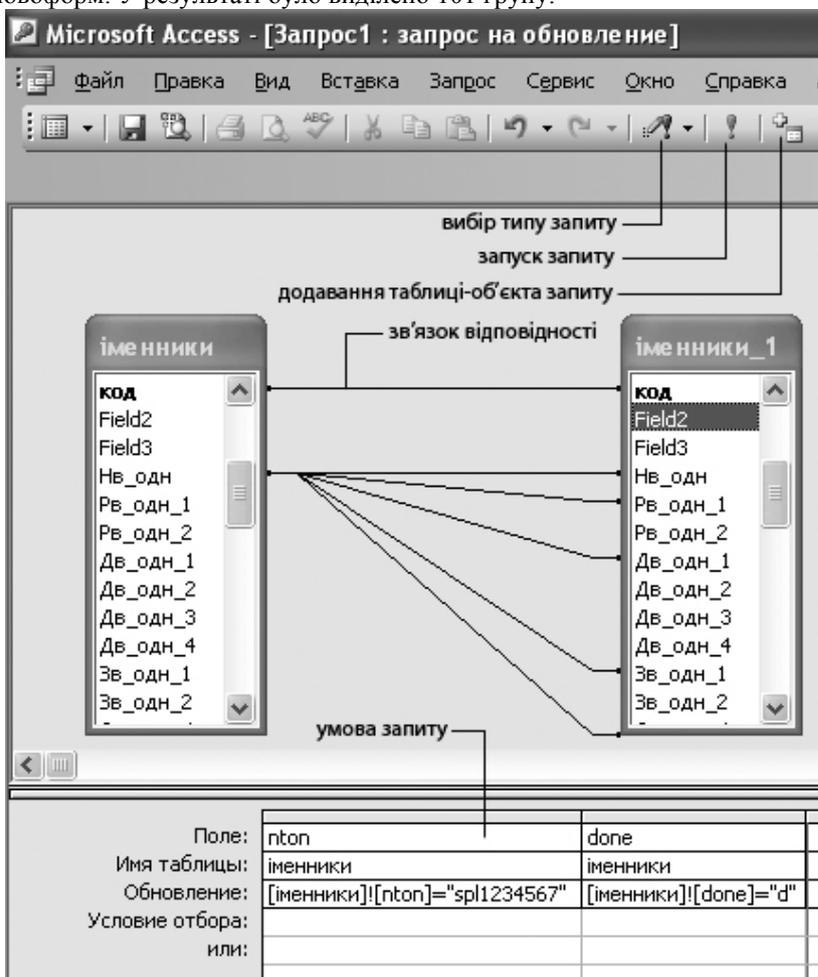 новоформ. У результаті було виділено 101 групу.
Microsoft Access - [Запрос1 : запрос на обновление]
Файл Правка Вид Вставка Запрос Сервис Окно Справка
вибір типу запиту
запуск запиту
додавання таблиці-об'єкта запиту
зв'язок відповідності
іменники
код
Field2
Field3
Нв_одн
Рв_одн_1
Рв_одн_2
Дв_одн_1
Дв_одн_2
Дв_одн_3
Дв_одн_4
Зв_одн_1
Зв_одн_2
іменники_1
код
Field2
Field3
Нв_одн
Рв_одн_1
Рв_одн_2
Дв_одн_1
Дв_одн_2
Дв_одн_3
Дв_одн_4
Зв_одн_1
Зв_одн_2
умова запиту
Поле: nton done
Имя таблицы: іменники іменники
Обновление: [іменники]![nton]="spl1234567" [іменники]![done]="d"
Условие отбора:
или: